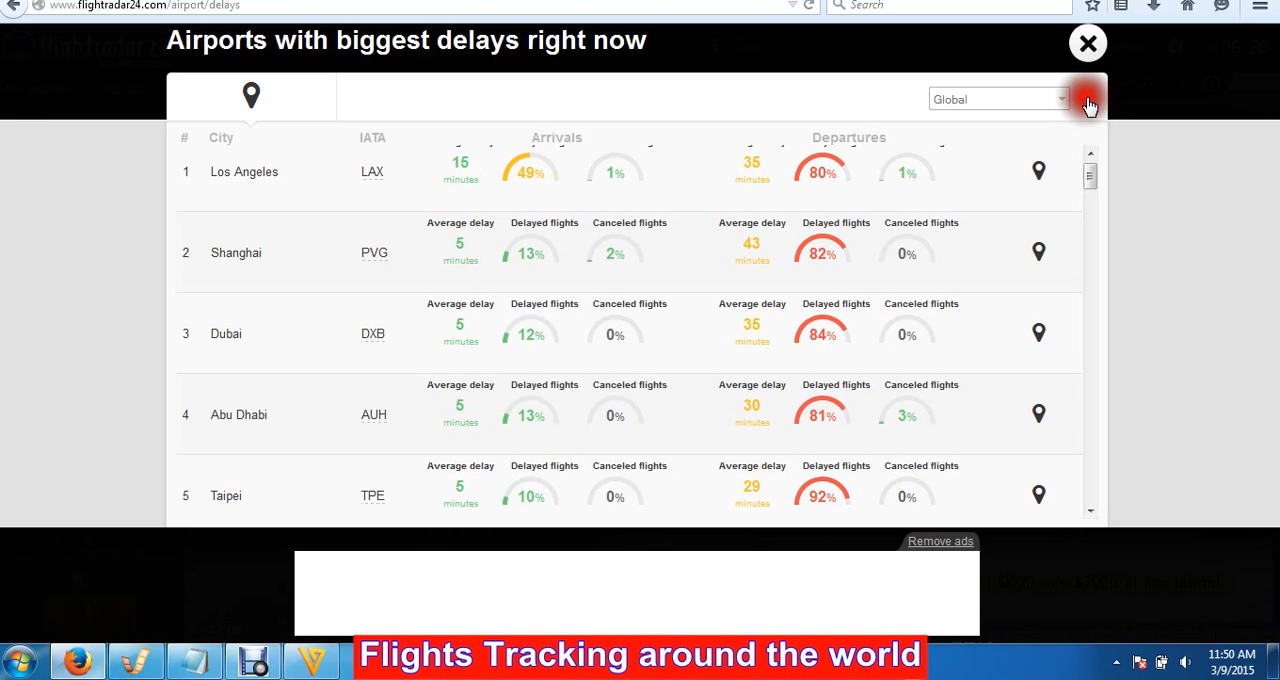 www.flightradar24.com/airport/delays
Search
Airports with biggest delays right now
Global
# City IATA Arrivals Departures
1 Los Angeles LAX 15 minutes 49% 1% 35 minutes 80% 1%
Average delay Delayed flights Canceled flights Average delay Delayed flights Canceled flights
2 Shanghai PVG 5 minutes 13% 2% 43 minutes 82% 0%
Average delay Delayed flights Canceled flights Average delay Delayed flights Canceled flights
3 Dubai DXB 5 minutes 12% 0% 35 minutes 84% 0%
Average delay Delayed flights Canceled flights Average delay Delayed flights Canceled flights
4 Abu Dhabi AUH 5 minutes 13% 0% 30 minutes 81% 3%
Average delay Delayed flights Canceled flights Average delay Delayed flights Canceled flights
5 Taipei TPE 5 minutes 10% 0% 29 minutes 92% 0%
Remove ads
Flights Tracking around the world
11:50 AM
3/9/2015